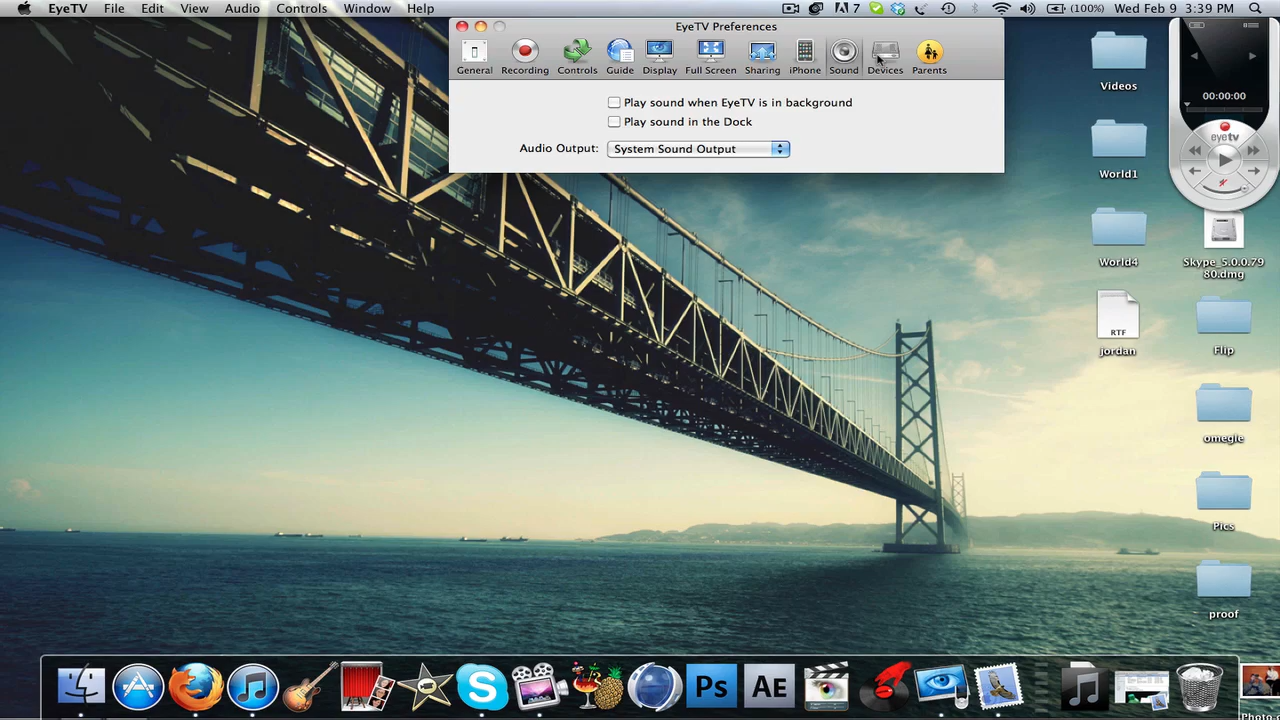 EyeTV File Edit View Audio Controls Window Help 7 (100%) Wed Feb 9 3:39 PM
EyeTV Preferences
General Recording Controls Guide Display Full Screen Sharing iPhone Sound Devices Parents
Play sound when EyeTV is in background
Play sound in the Dock
Audio Output: System Sound Output
00:00:00
eyetv
Videos
World1
World4
Skype_5.0.0.79
80.dmg
RTF
jordan
Flip
omegle
Pics
proof
Ps
AE
Photo